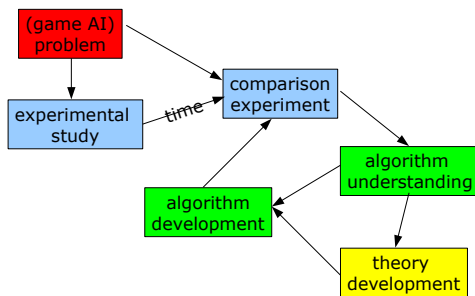 (game AI)
problem
comparison
experiment
time
experimental
study
algorithm
understanding
algorithm
development
theory
development